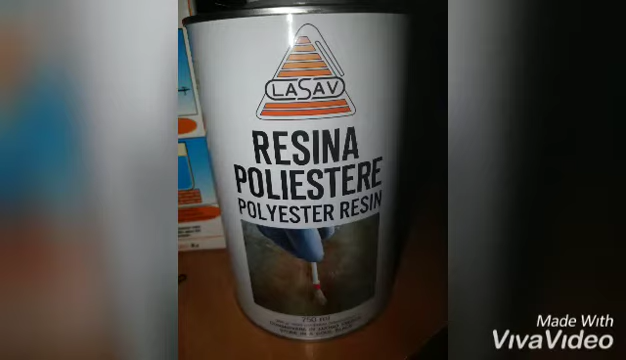 LASAV
RESINA
POLIESTERE
POLYESTER RESIN
750 ml
Made With
VivaVideo